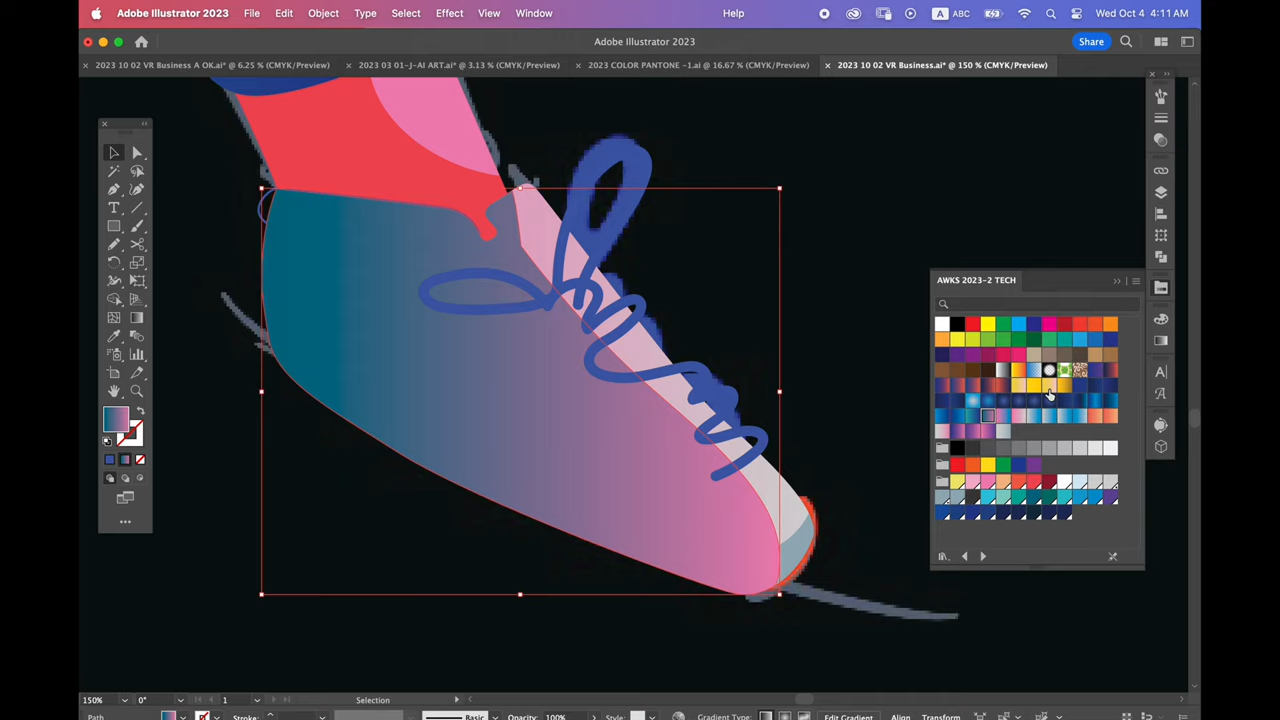 Adobe Illustrator 2023 File Edit Object Type Select Effect View Window Help A ABC Wed Oct 4 4:11 AM
Adobe Illustrator 2023 Share
× 2023 10 02 VR Business A OK.ai* @ 6.25 % (CMYK/Preview) × 2023 03 01-J-AI ART.ai* @ 3.13 % (CMYK/Preview) × 2023 COLOR PANTONE -1.ai @ 16.67 % (CMYK/Preview) × 2023 10 02 VR Business.ai* @ 150 % (CMYK/Preview)
AWKS 2023-2 TECH
150% 0° 1 Selection
Path Stroke: Basic Opacity: 100% Style: Gradient Type: Edit Gradient Align Transform